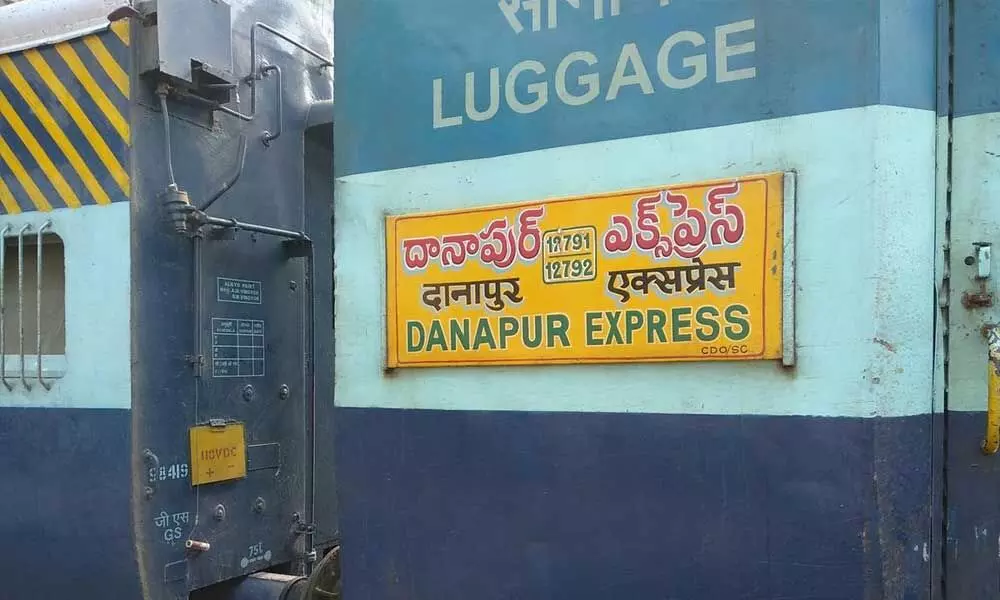 LUGGAGE
దానాపుర్ 12791 ఎక్స్‌ప్రెస్
12792
दानापुर एक्सप्रेस
DANAPUR EXPRESS
CDO/SC
110VDC
+ -
98419
जी एस
GS
75L